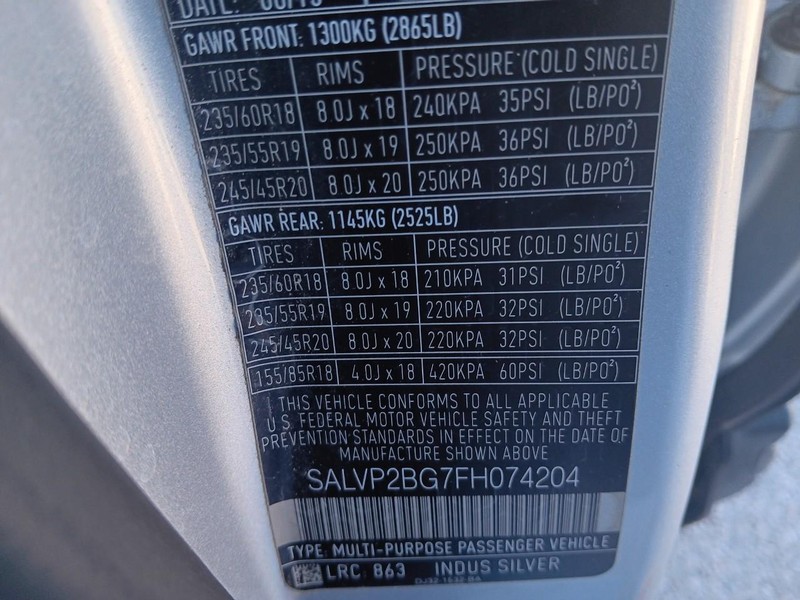 DATE:
GAWR FRONT: 1300KG (2865LB)
TIRES RIMS PRESSURE (COLD SINGLE)
235/60R18 8.0J x 18 240KPA 35PSI (LB/PO²)
235/55R19 8.0J x 19 250KPA 36PSI (LB/PO²)
245/45R20 8.0J x 20 250KPA 36PSI (LB/PO²)
GAWR REAR: 1145KG (2525LB)
TIRES RIMS PRESSURE (COLD SINGLE)
235/60R18 8.0J x 18 210KPA 31PSI (LB/PO²)
235/55R19 8.0J x 19 220KPA 32PSI (LB/PO²)
245/45R20 8.0J x 20 220KPA 32PSI (LB/PO²)
155/85R18 4.0J x 18 420KPA 60PSI (LB/PO²)
THIS VEHICLE CONFORMS TO ALL APPLICABLE
U.S. FEDERAL MOTOR VEHICLE SAFETY AND THEFT
PREVENTION STANDARDS IN EFFECT ON THE DATE OF
MANUFACTURE SHOWN ABOVE
SALVP2BG7FH074204
TYPE: MULTI-PURPOSE PASSENGER VEHICLE
LRC 863 INDUS SILVER